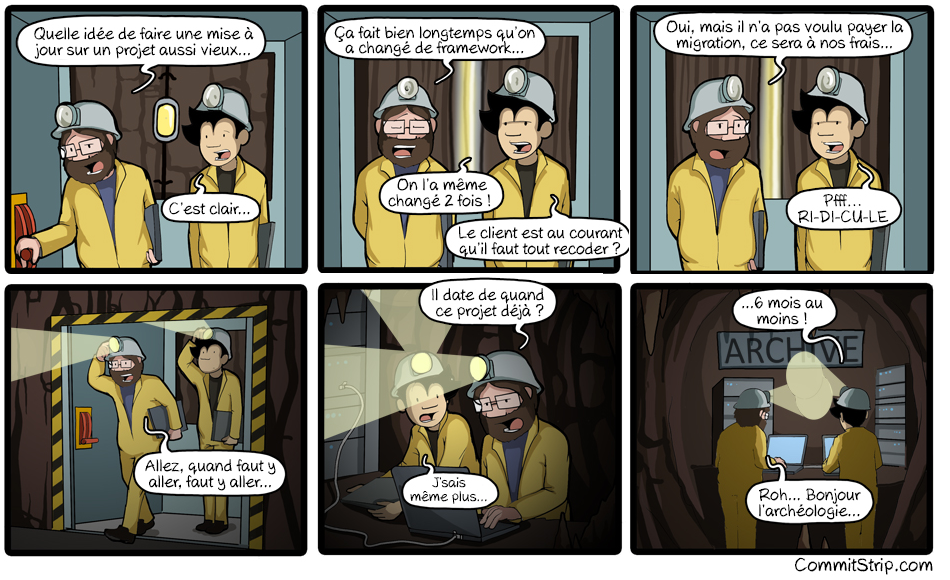 Quelle idée de faire une mise à
jour sur un projet aussi vieux...
C'est clair...
Ça fait bien longtemps qu'on
a changé de framework...
On l'a même
changé 2 fois !
Le client est au courant
qu'il faut tout recoder ?
Oui, mais il n'a pas voulu payer la
migration, ce sera à nos frais...
Pfff...
RI-DI-CU-LE
Allez, quand faut y
aller, faut y aller...
Il date de quand
ce projet déjà ?
J'sais
même plus...
...6 mois au
moins !
ARCHIVE
Roh... Bonjour
l'archéologie...
CommitStrip.com